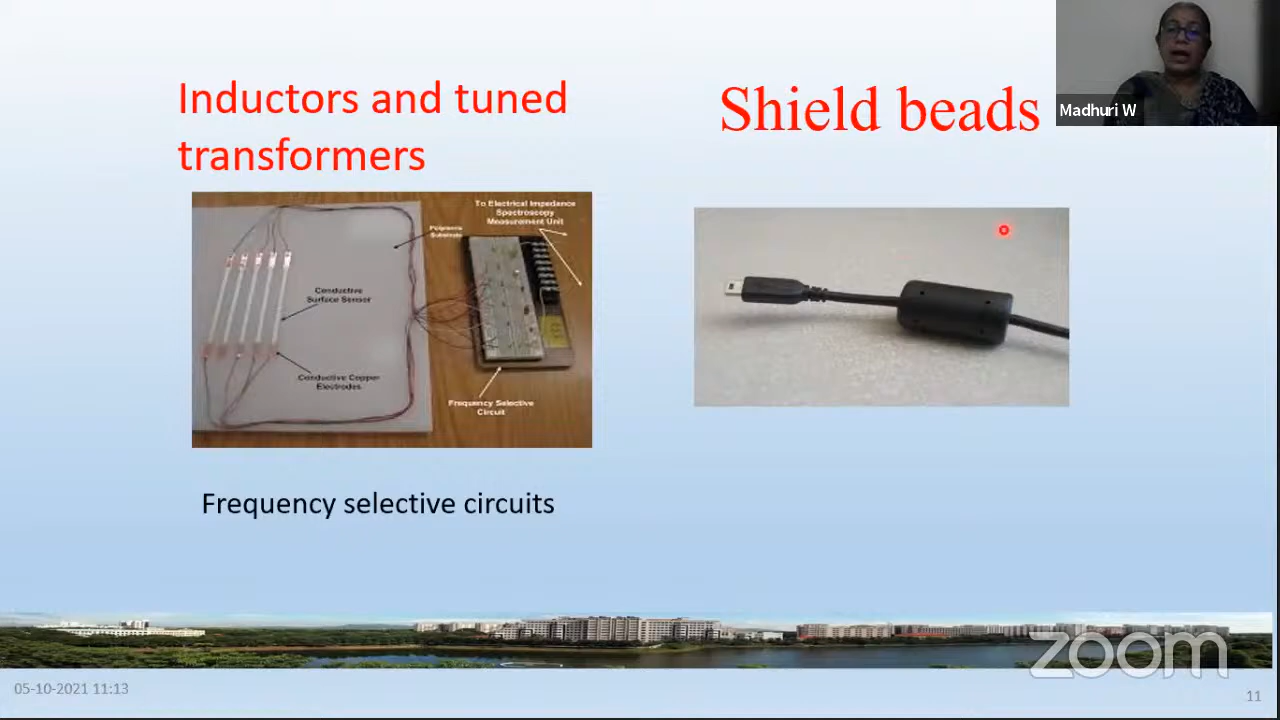 Inductors and tuned
transformers
Shield beads
Madhuri W
To Electrical Impedance
Spectroscopy
Measurement Unit
Polymeric
Substrate
Conductive
Surface Sensor
Conductive Copper
Electrodes
Frequency Selective
Circuit
Frequency selective circuits
zoom
05-10-2021 11:13
11